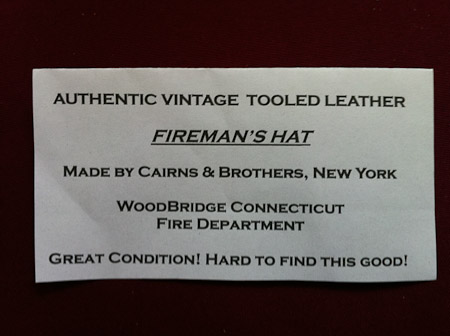 AUTHENTIC VINTAGE TOOLED LEATHER
FIREMAN'S HAT
MADE BY CAIRNS & BROTHERS, NEW YORK
WOODBRIDGE CONNECTICUT
FIRE DEPARTMENT
GREAT CONDITION! HARD TO FIND THIS GOOD!